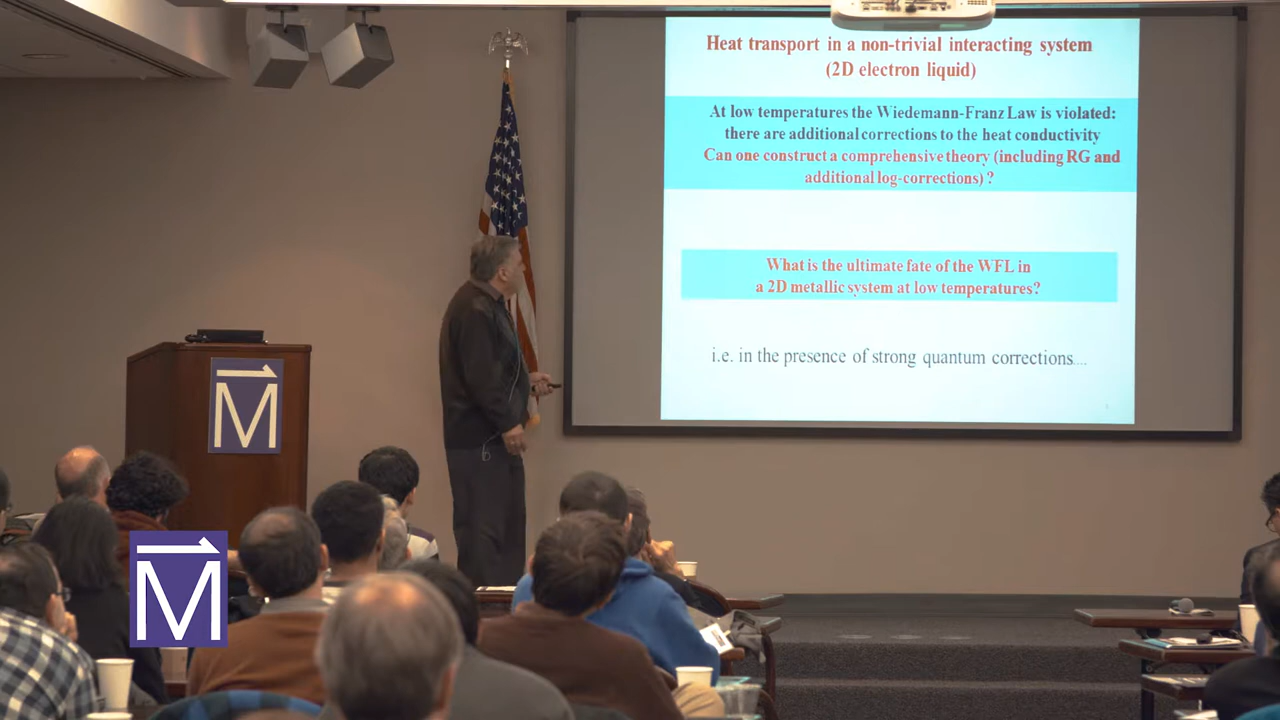 Heat transport in a non-trivial interacting system
(2D electron liquid)
At low temperatures the Wiedemann-Franz Law is violated:
there are additional corrections to the heat conductivity
Can one construct a comprehensive theory (including RG and
additional log-corrections) ?
What is the ultimate fate of the WFL in
a 2D metallic system at low temperatures?
i.e. in the presence of strong quantum corrections....
M
M